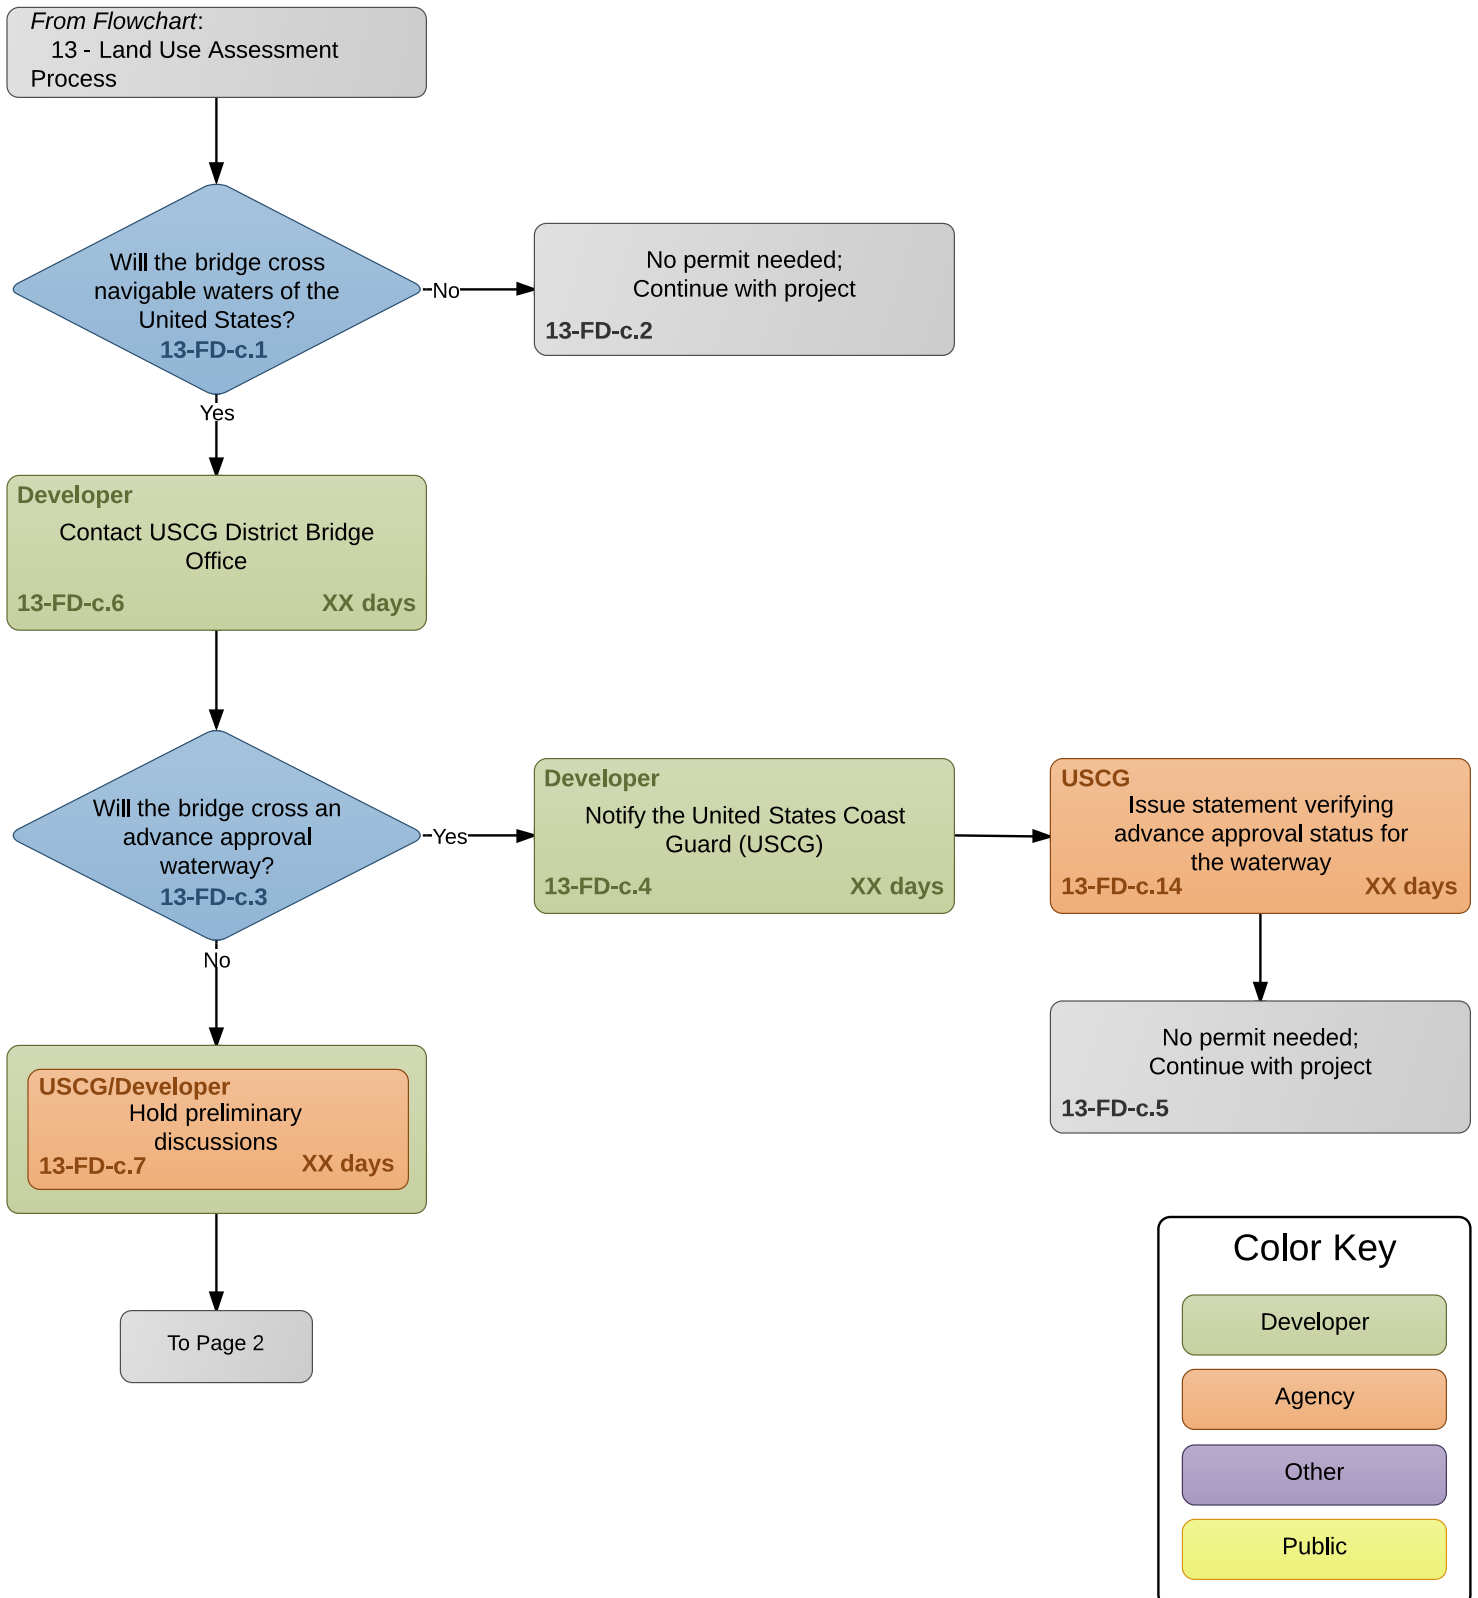 From Flowchart:
13 - Land Use Assessment
Process
Will the bridge cross
navigable waters of the
United States?
13-FD-c.1
No
No permit needed;
Continue with project
13-FD-c.2
Yes
Developer
Contact USCG District Bridge
Office
13-FD-c.6 XX days
Will the bridge cross an
advance approval
waterway?
13-FD-c.3
Yes
Developer
Notify the United States Coast
Guard (USCG)
13-FD-c.4 XX days
USCG
Issue statement verifying
advance approval status for
the waterway
13-FD-c.14 XX days
No
No permit needed;
Continue with project
13-FD-c.5
USCG/Developer
Hold preliminary
discussions
13-FD-c.7 XX days
To Page 2
Color Key
Developer
Agency
Other
Public